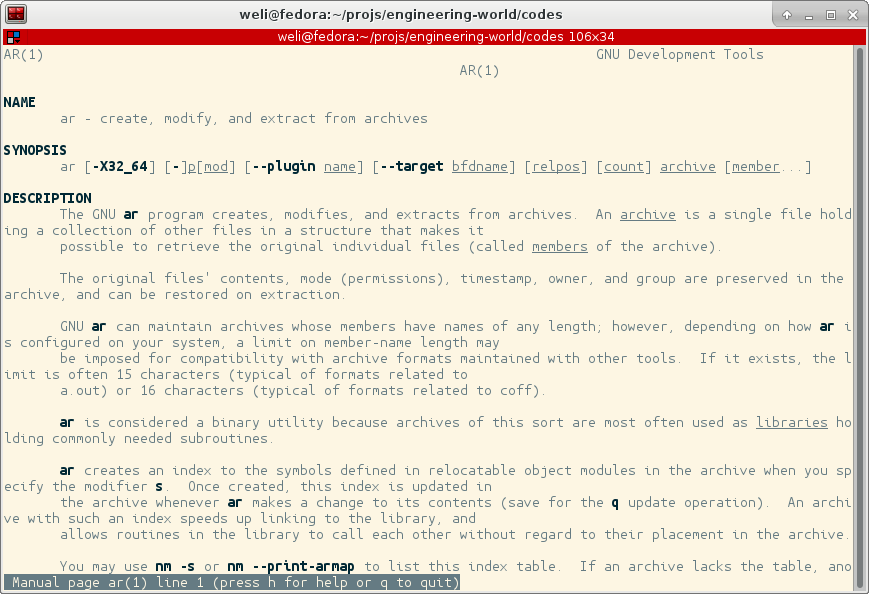 weli@fedora:~/projs/engineering-world/codes
weli@fedora:~/projs/engineering-world/codes 106x34
AR(1) GNU Development Tools
AR(1)
NAME
ar - create, modify, and extract from archives
SYNOPSIS
ar [-X32_64] [-]p[mod] [--plugin name] [--target bfdname] [relpos] [count] archive [member...]
DESCRIPTION
The GNU ar program creates, modifies, and extracts from archives.  An archive is a single file hold
ing a collection of other files in a structure that makes it
possible to retrieve the original individual files (called members of the archive).
The original files' contents, mode (permissions), timestamp, owner, and group are preserved in the
archive, and can be restored on extraction.
GNU ar can maintain archives whose members have names of any length; however, depending on how ar i
s configured on your system, a limit on member-name length may
be imposed for compatibility with archive formats maintained with other tools.  If it exists, the l
imit is often 15 characters (typical of formats related to
a.out) or 16 characters (typical of formats related to coff).
ar is considered a binary utility because archives of this sort are most often used as libraries ho
lding commonly needed subroutines.
ar creates an index to the symbols defined in relocatable object modules in the archive when you sp
ecify the modifier s.  Once created, this index is updated in
the archive whenever ar makes a change to its contents (save for the q update operation).  An archi
ve with such an index speeds up linking to the library, and
allows routines in the library to call each other without regard to their placement in the archive.
You may use nm -s or nm --print-armap to list this index table.  If an archive lacks the table, ano
Manual page ar(1) line 1 (press h for help or q to quit)